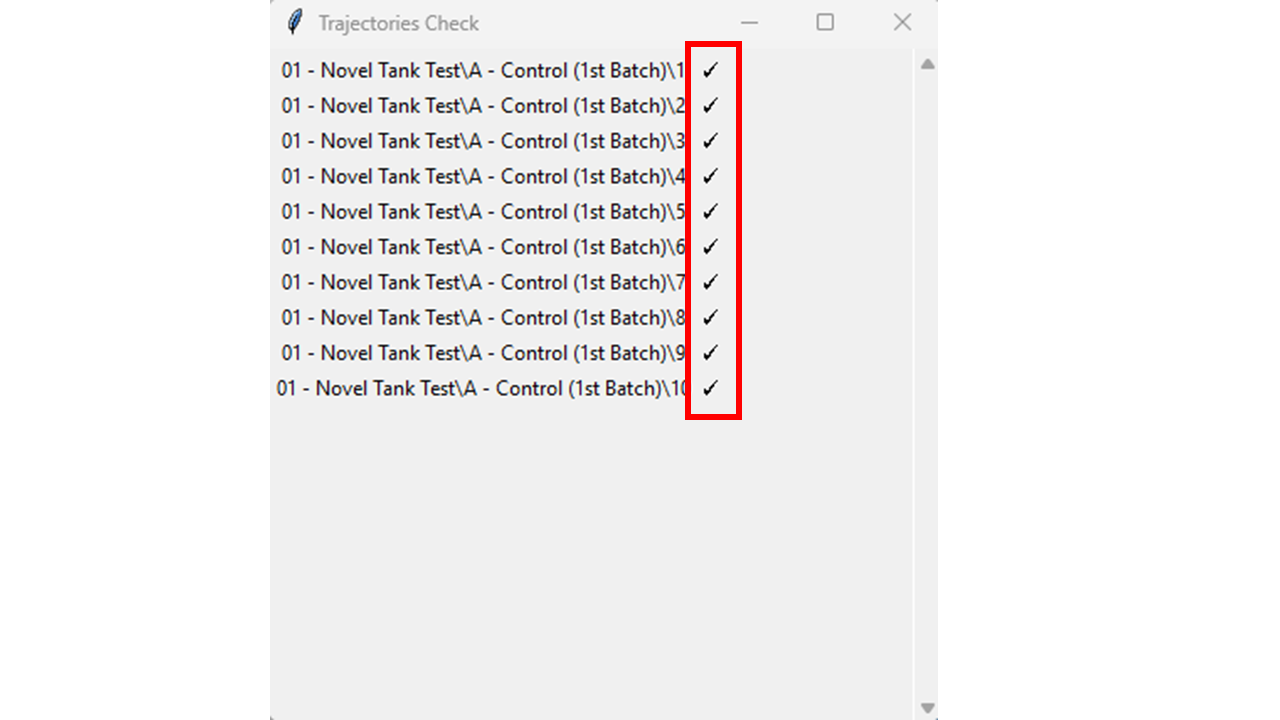 Trajectories Check
01 - Novel Tank Test\A - Control (1st Batch)\1 ✓
01 - Novel Tank Test\A - Control (1st Batch)\2 ✓
01 - Novel Tank Test\A - Control (1st Batch)\3 ✓
01 - Novel Tank Test\A - Control (1st Batch)\4 ✓
01 - Novel Tank Test\A - Control (1st Batch)\5 ✓
01 - Novel Tank Test\A - Control (1st Batch)\6 ✓
01 - Novel Tank Test\A - Control (1st Batch)\7 ✓
01 - Novel Tank Test\A - Control (1st Batch)\8 ✓
01 - Novel Tank Test\A - Control (1st Batch)\9 ✓
01 - Novel Tank Test\A - Control (1st Batch)\10 ✓